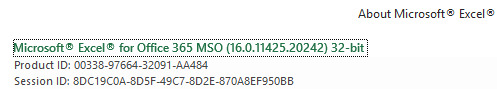 About Microsoft® Excel®
Microsoft® Excel® for Office 365 MSO (16.0.11425.20242) 32-bit
Product ID: 00338-97664-32091-AA484
Session ID: 8DC19C0A-8D5F-49C7-8D2E-870A8EF950BB